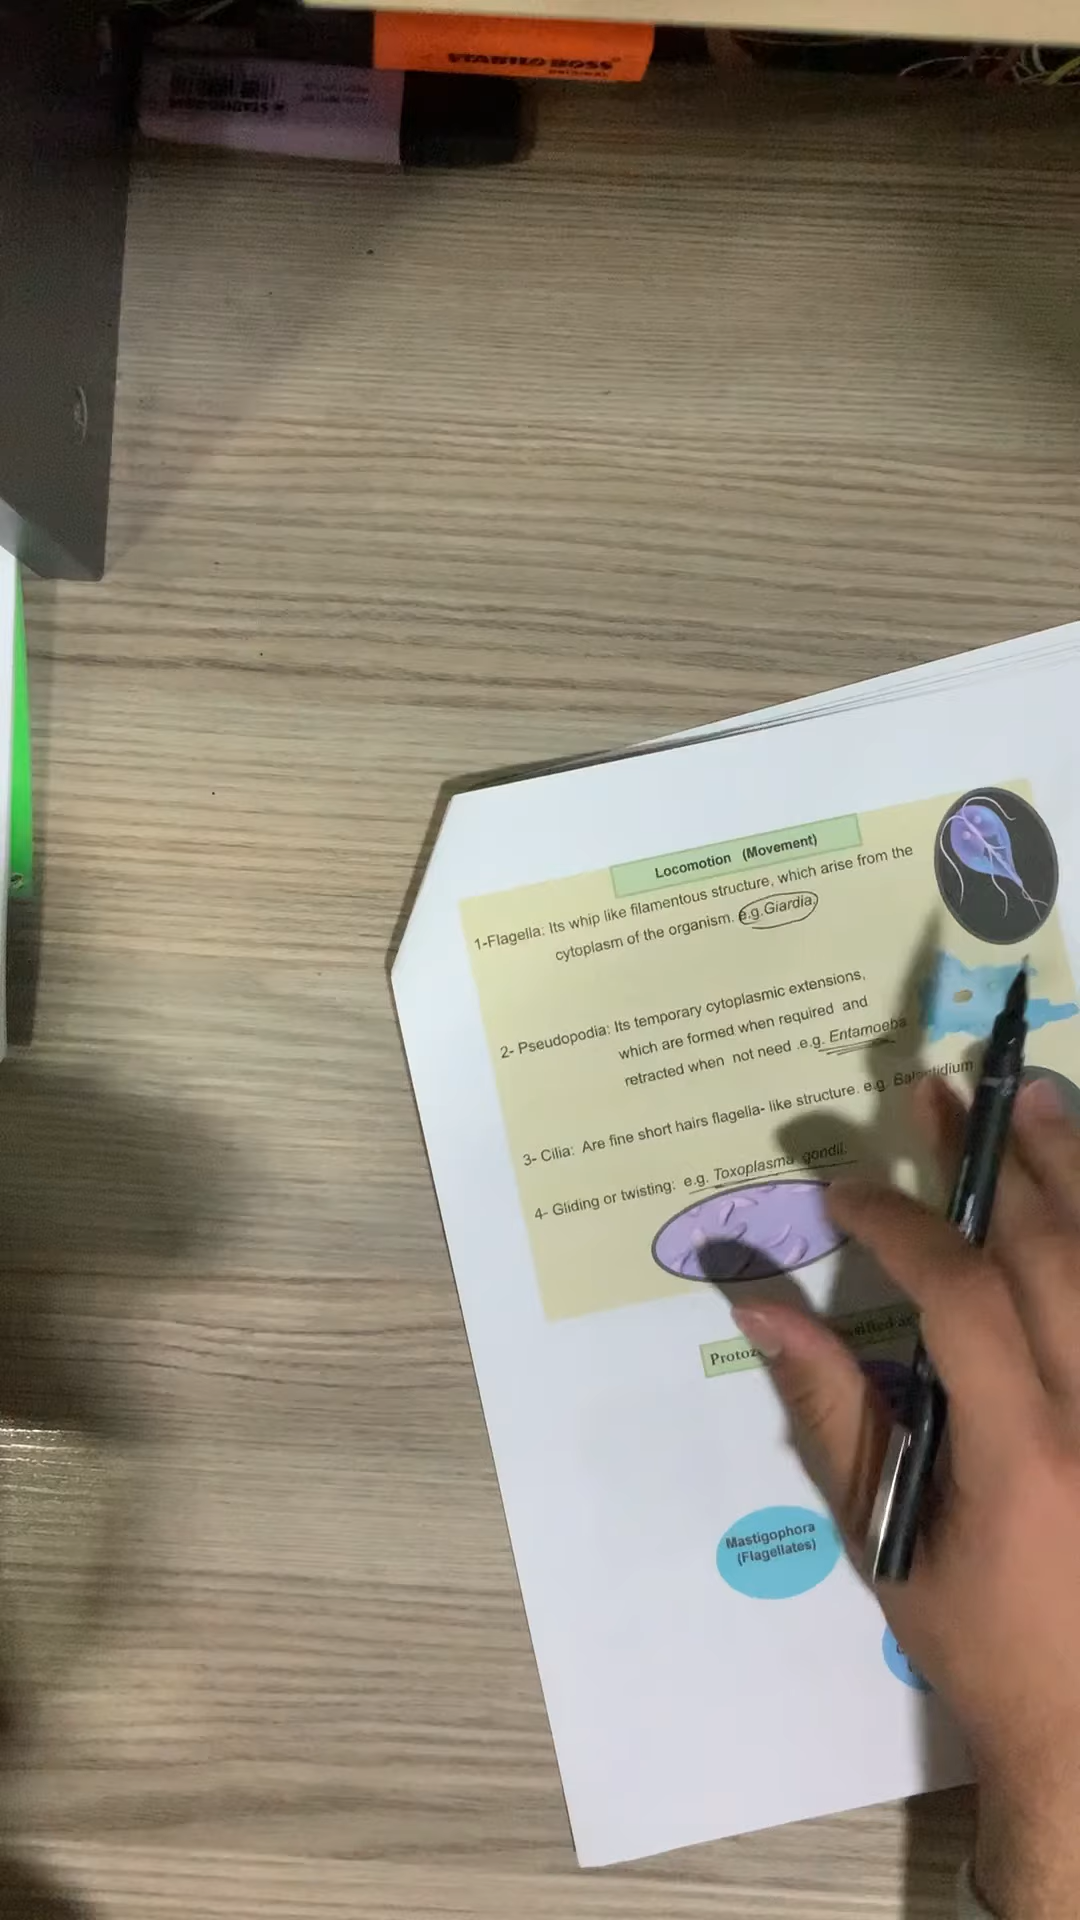 STABILO BOSS
ORIGINAL
Locomotion (Movement)
1-Flagella: Its whip like filamentous structure, which arise from the
cytoplasm of the organism. e.g.Giardia.
2- Pseudopodia: Its temporary cytoplasmic extensions,
which are formed when required and
retracted when not need .e.g. Entamoeba
3- Cilia: Are fine short hairs flagella- like structure. e.g.
4- Gliding or twisting: e.g. Toxoplasma gondii.
Mastigophora
(Flagellates)